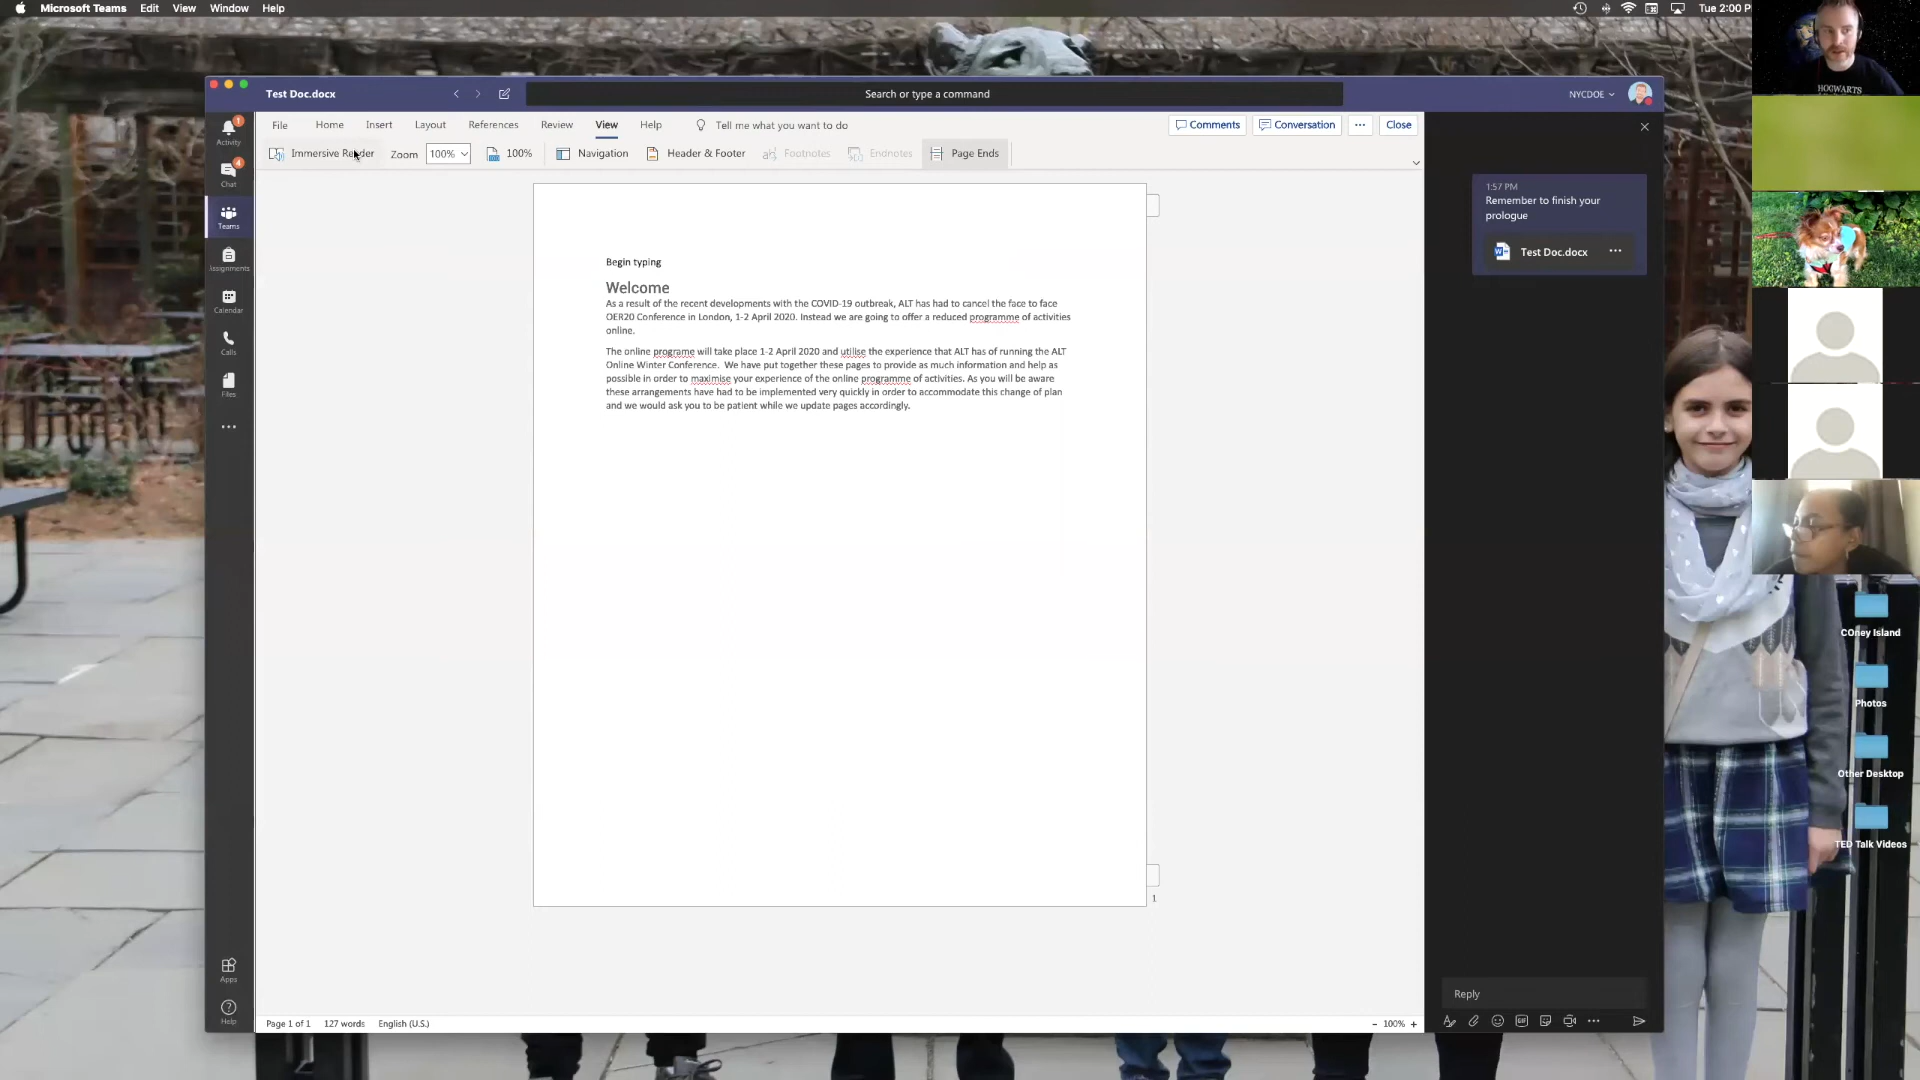 Microsoft Teams Edit View Window Help
Tue 2:00 P
HOGWARTS
Test Doc.docx
Search or type a command
NYCDOE
File Home Insert Layout References Review View Help Tell me what you want to do
Comments Conversation Close
Immersive Reader Zoom 100% 100% Navigation Header & Footer Footnotes Endnotes Page Ends
1
Activity
4
Chat
Teams
Assignments
Calendar
Calls
Files
Apps
Help
Begin typing
Welcome
As a result of the recent developments with the COVID-19 outbreak, ALT has had to cancel the face to face
OER20 Conference in London, 1-2 April 2020. Instead we are going to offer a reduced programme of activities
online.
The online programe will take place 1-2 April 2020 and utilise the experience that ALT has of running the ALT
Online Winter Conference. We have put together these pages to provide as much information and help as
possible in order to maximise your experience of the online programme of activities. As you will be aware
these arrangements have had to be implemented very quickly in order to accommodate this change of plan
and we would ask you to be patient while we update pages accordingly.
1
Page 1 of 1 127 words English (U.S.)
- 100% +
1:57 PM
Remember to finish your
prologue
Test Doc.docx
Reply
GIF
COney Island
Photos
Other Desktop
TED Talk Videos